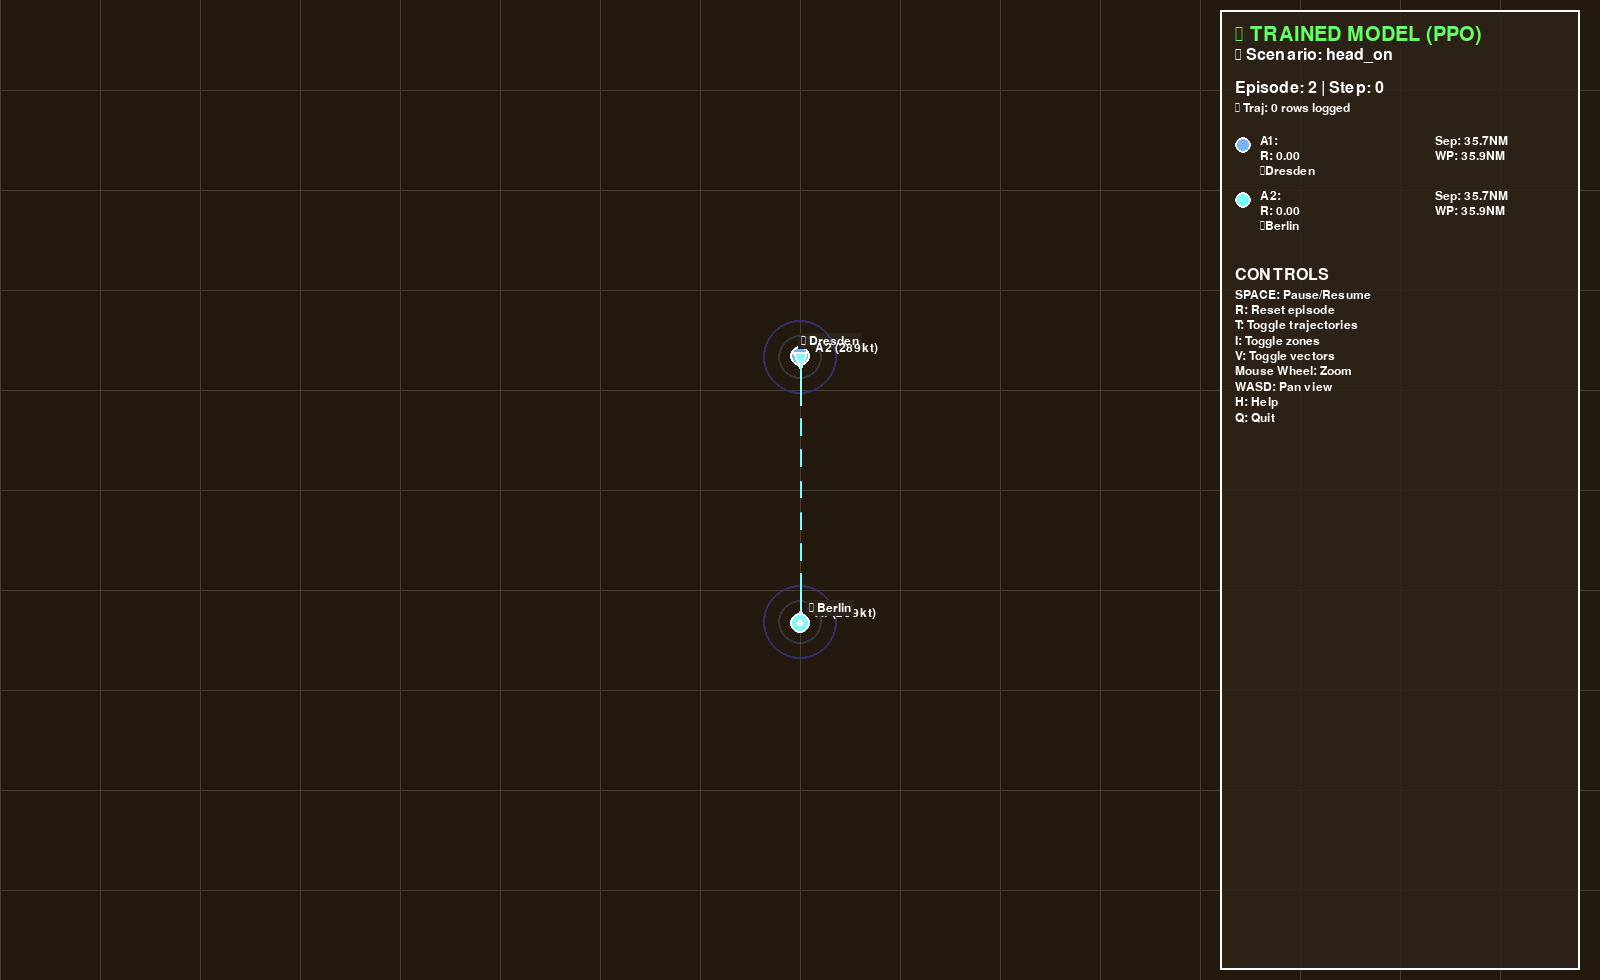 TRAINED MODEL (PPO)
Scenario: head_on
Episode: 2 | Step: 0
Traj: 0 rows logged
A1:
Sep: 35.7NM
R: 0.00
WP: 35.9NM
Dresden
A2:
Sep: 35.7NM
R: 0.00
WP: 35.9NM
Berlin
CONTROLS
SPACE: Pause/Resume
R: Reset episode
T: Toggle trajectories
I: Toggle zones
V: Toggle vectors
Mouse Wheel: Zoom
WASD: Pan view
H: Help
Q: Quit
Dresden
A2 (289kt)
Berlin